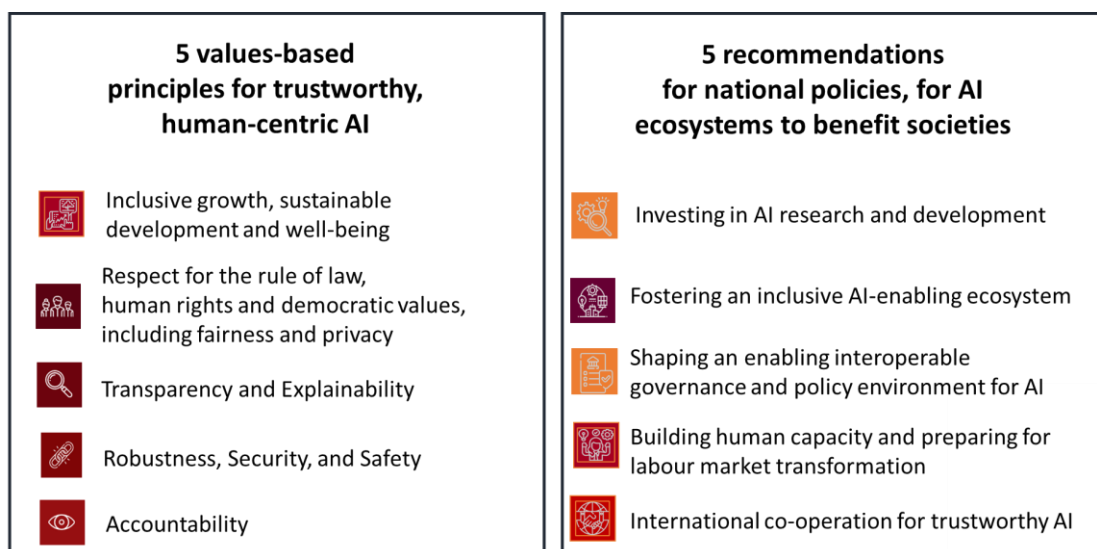 5 values-based
principles for trustworthy,
human-centric AI
Inclusive growth, sustainable
development and well-being
Respect for the rule of law,
human rights and democratic values,
including fairness and privacy
Transparency and Explainability
Robustness, Security, and Safety
Accountability
5 recommendations
for national policies, for AI
ecosystems to benefit societies
Investing in AI research and development
Fostering an inclusive AI-enabling ecosystem
Shaping an enabling interoperable
governance and policy environment for AI
Building human capacity and preparing for
labour market transformation
International co-operation for trustworthy AI